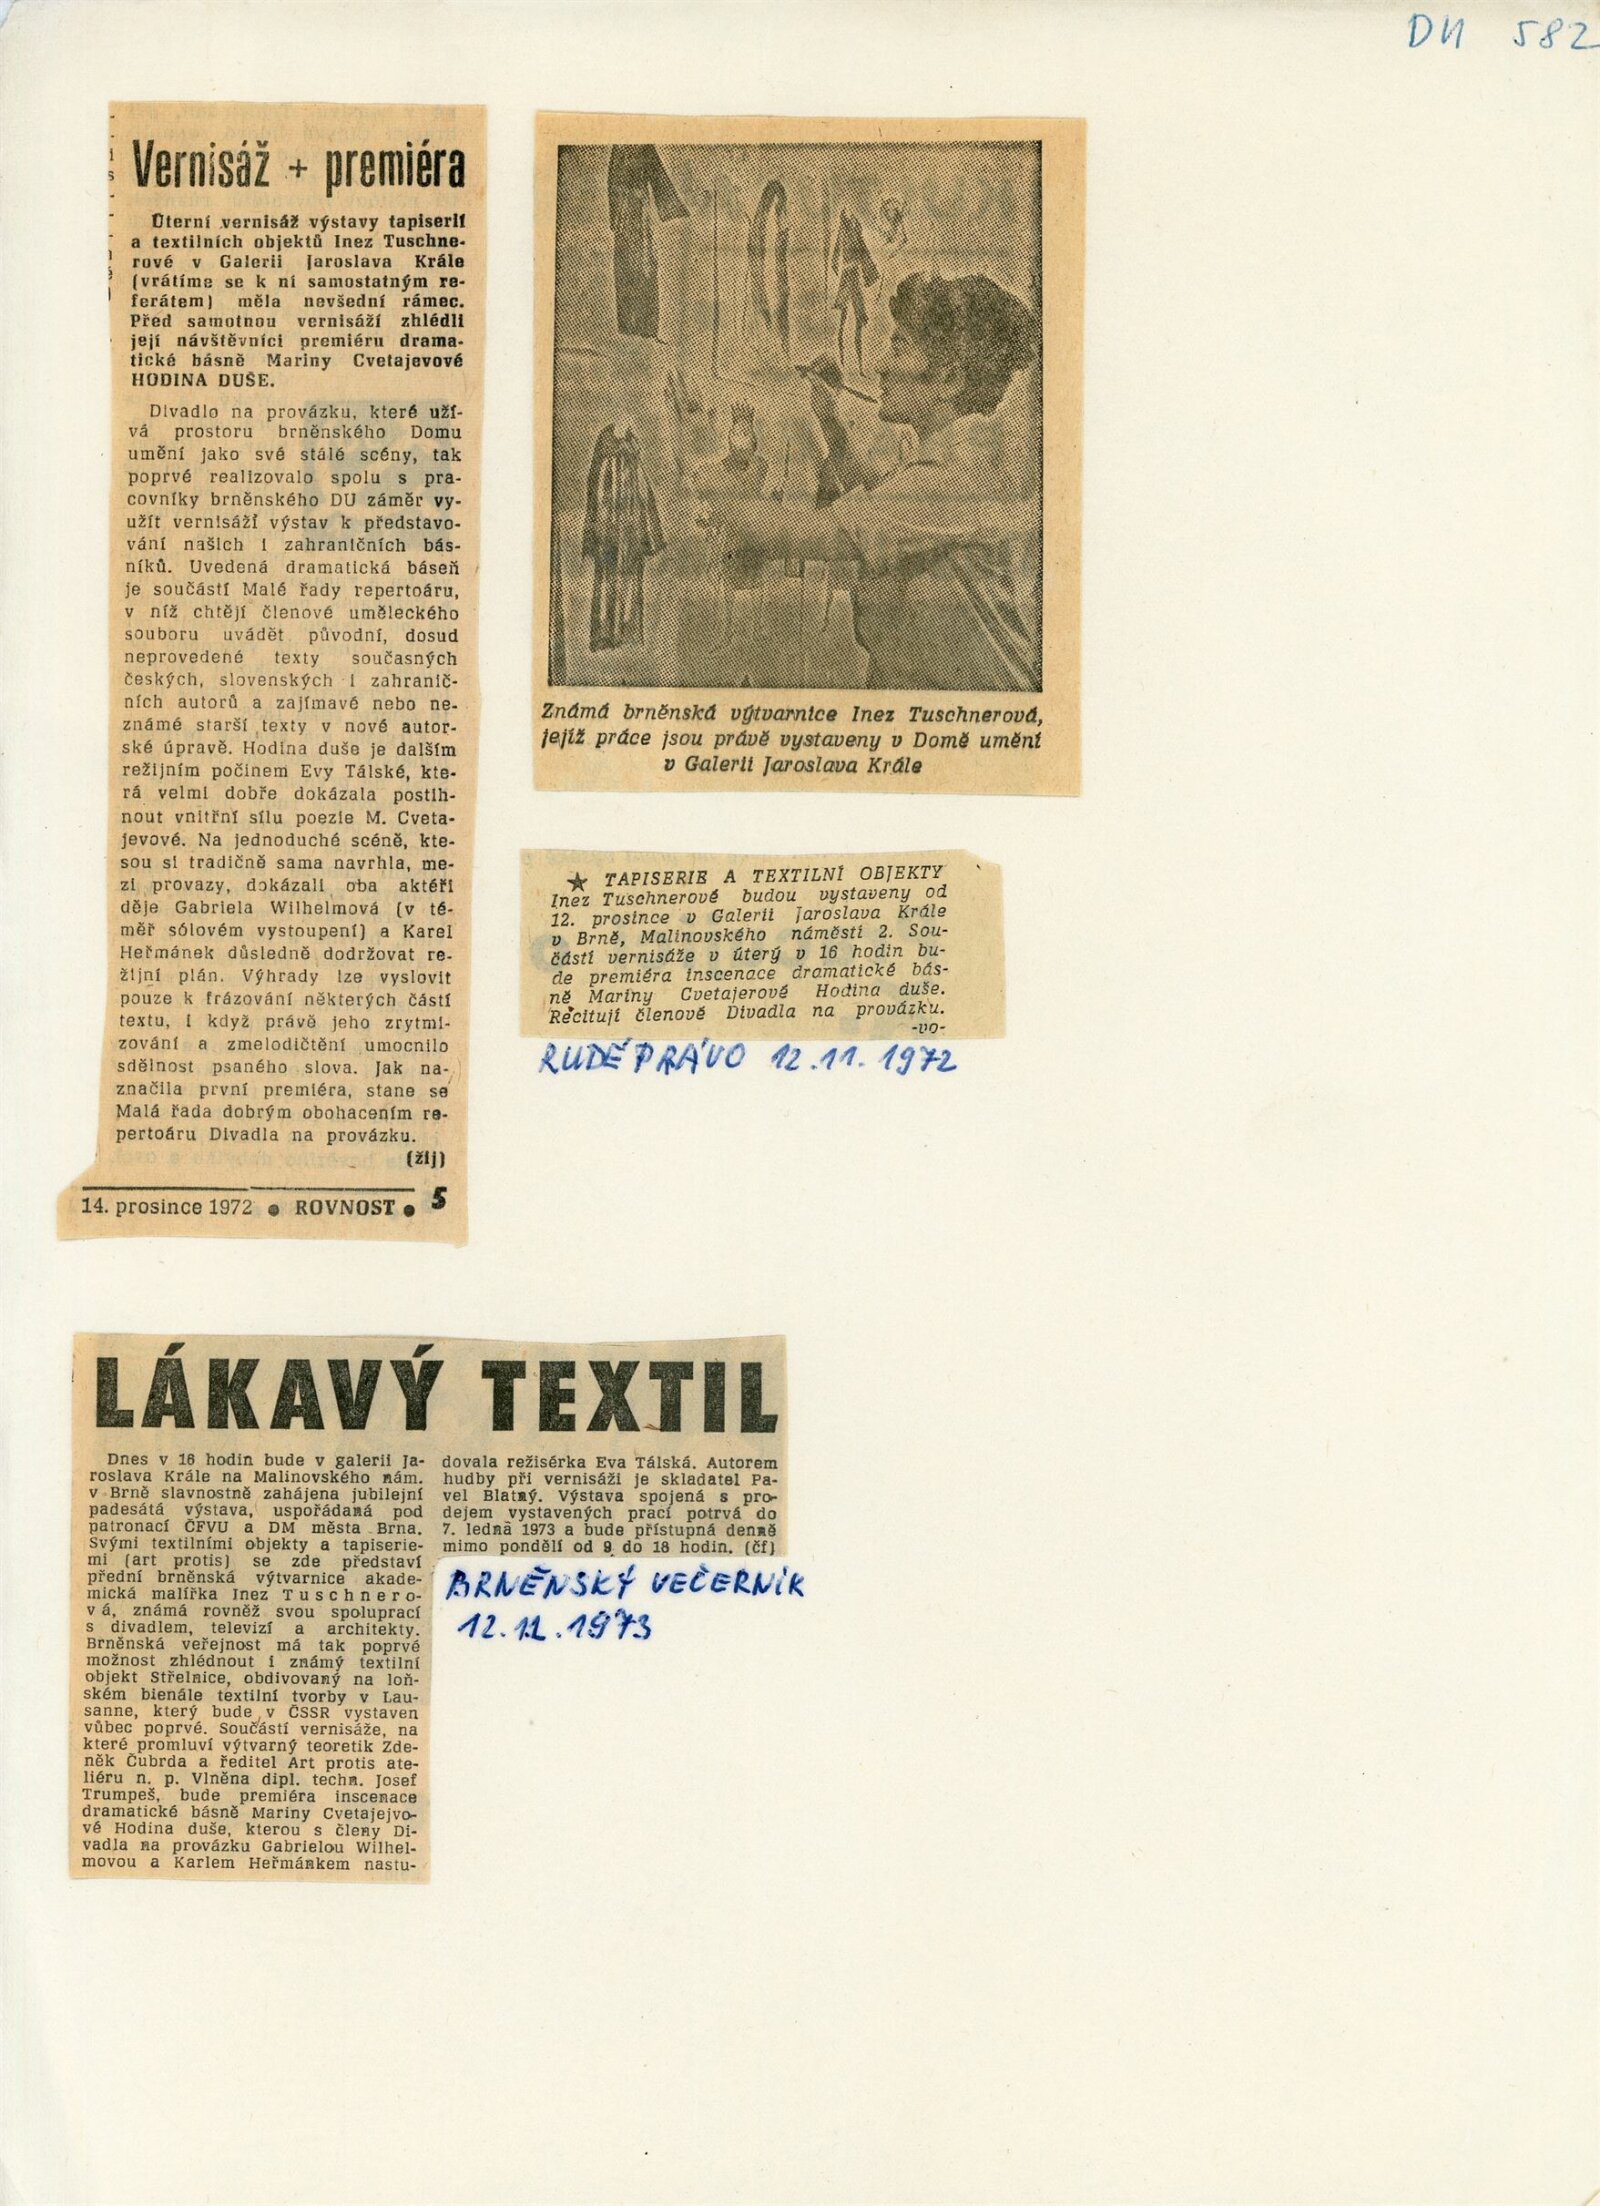 DU 582
Vernisáž + premiéra
Úterní vernisáž výstavy tapiserií
a textilních objektů Inez Tuschne-
rové v Galerii Jaroslava Krále
(vrátíme se k ní samostatným re-
ferátem) měla nevšední rámec.
Před samotnou vernisáží zhlédli
její návštěvníci premiéru drama-
tické básně Mariny Cvetajevové
HODINA DUŠE.
Divadlo na provázku, které uží-
vá prostoru brněnského Domu
umění jako své stálé scény, tak
poprvé realizovalo spolu s pra-
covníky brněnského DU záměr vy-
užít vernisáží výstav k představo-
vání našich i zahraničních bás-
níků. Uvedená dramatická báseň
je součástí Malé řady repertoáru,
v níž chtějí členové uměleckého
souboru uvádět původní, dosud
neprovedené texty současných
českých, slovenských i zahranič-
ních autorů a zajímavé nebo ne-
známé starší texty v nové autor-
ské úpravě. Hodina duše je dalším
režijním počinem Evy Tálské, kte-
rá velmi dobře dokázala postih-
nout vnitřní sílu poezie M. Cveta-
jevové. Na jednoduché scéně, kte-
sou si tradičně sama navrhla, me-
zi provazy, dokázali oba aktéři
děje Gabriela Wilhelmová (v té-
měř sólovém vystoupení) a Karel
Heřmánek důsledně dodržovat re-
žijní plán. Výhrady lze vyslovit
pouze k frázování některých částí
textu, i když právě jeho zrytmi-
zování a zmelodičtění umocnilo
sdělnost psaného slova. Jak na-
značila první premiéra, stane se
Malá řada dobrým obohacením re-
pertoáru Divadla na provázku.
(žij)
14. prosince 1972 ● ROVNOST ● 5
Známá brněnská výtvarnice Inez Tuschnerová,
jejíž práce jsou právě vystaveny v Domě umění
v Galerii Jaroslava Krále
★ TAPISERIE A TEXTILNÍ OBJEKTY
Inez Tuschnerové budou vystaveny od
12. prosince v Galerii Jaroslava Krále
v Brně, Malinovského náměstí 2. Sou-
částí vernisáže v úterý v 16 hodin bu-
de premiéra inscenace dramatické bás-
ně Mariny Cvetajerové Hodina duše.
Recitují členové Divadla na provázku.
-vo-
RUDÉ PRÁVO 12.11.1972
LÁKAVÝ TEXTIL
Dnes v 16 hodin bude v galerii Ja-
roslava Krále na Malinovského nám.
v Brně slavnostně zahájena jubilejní
padesátá výstava, uspořádaná pod
patronací ČFVU a DM města Brna.
Svými textilními objekty a tapiserie-
mi (art protis) se zde představí
přední brněnská výtvarnice akade-
mická malířka Inez Tuschnero-
vá, známá rovněž svou spoluprací
s divadlem, televizí a architekty.
Brněnská veřejnost má tak poprvé
možnost zhlédnout i známý textilní
objekt Střelnice, obdivovaný na loň-
ském bienále textilní tvorby v Lau-
sanne, který bude v ČSSR vystaven
vůbec poprvé. Součástí vernisáže, na
které promluví výtvarný teoretik Zde-
něk Čubrda a ředitel Art protis ate-
liéru n. p. Vlněna dipl. techn. Josef
Trumpeš, bude premiéra inscenace
dramatické básně Mariny Cvetajejvo-
vé Hodina duše, kterou s členy Di-
vadla na provázku Gabrielou Wilhel-
movou a Karlem Heřmánkem nastu-
dovala režisérka Eva Tálská. Autorem
hudby při vernisáži je skladatel Pa-
vel Blatný. Výstava spojená s pro-
dejem vystavených prací potrvá do
7. ledna 1973 a bude přístupná denně
mimo pondělí od 9 do 18 hodin. (čf)
BRNĚNSKÝ VEČERNÍK
12.12.1973